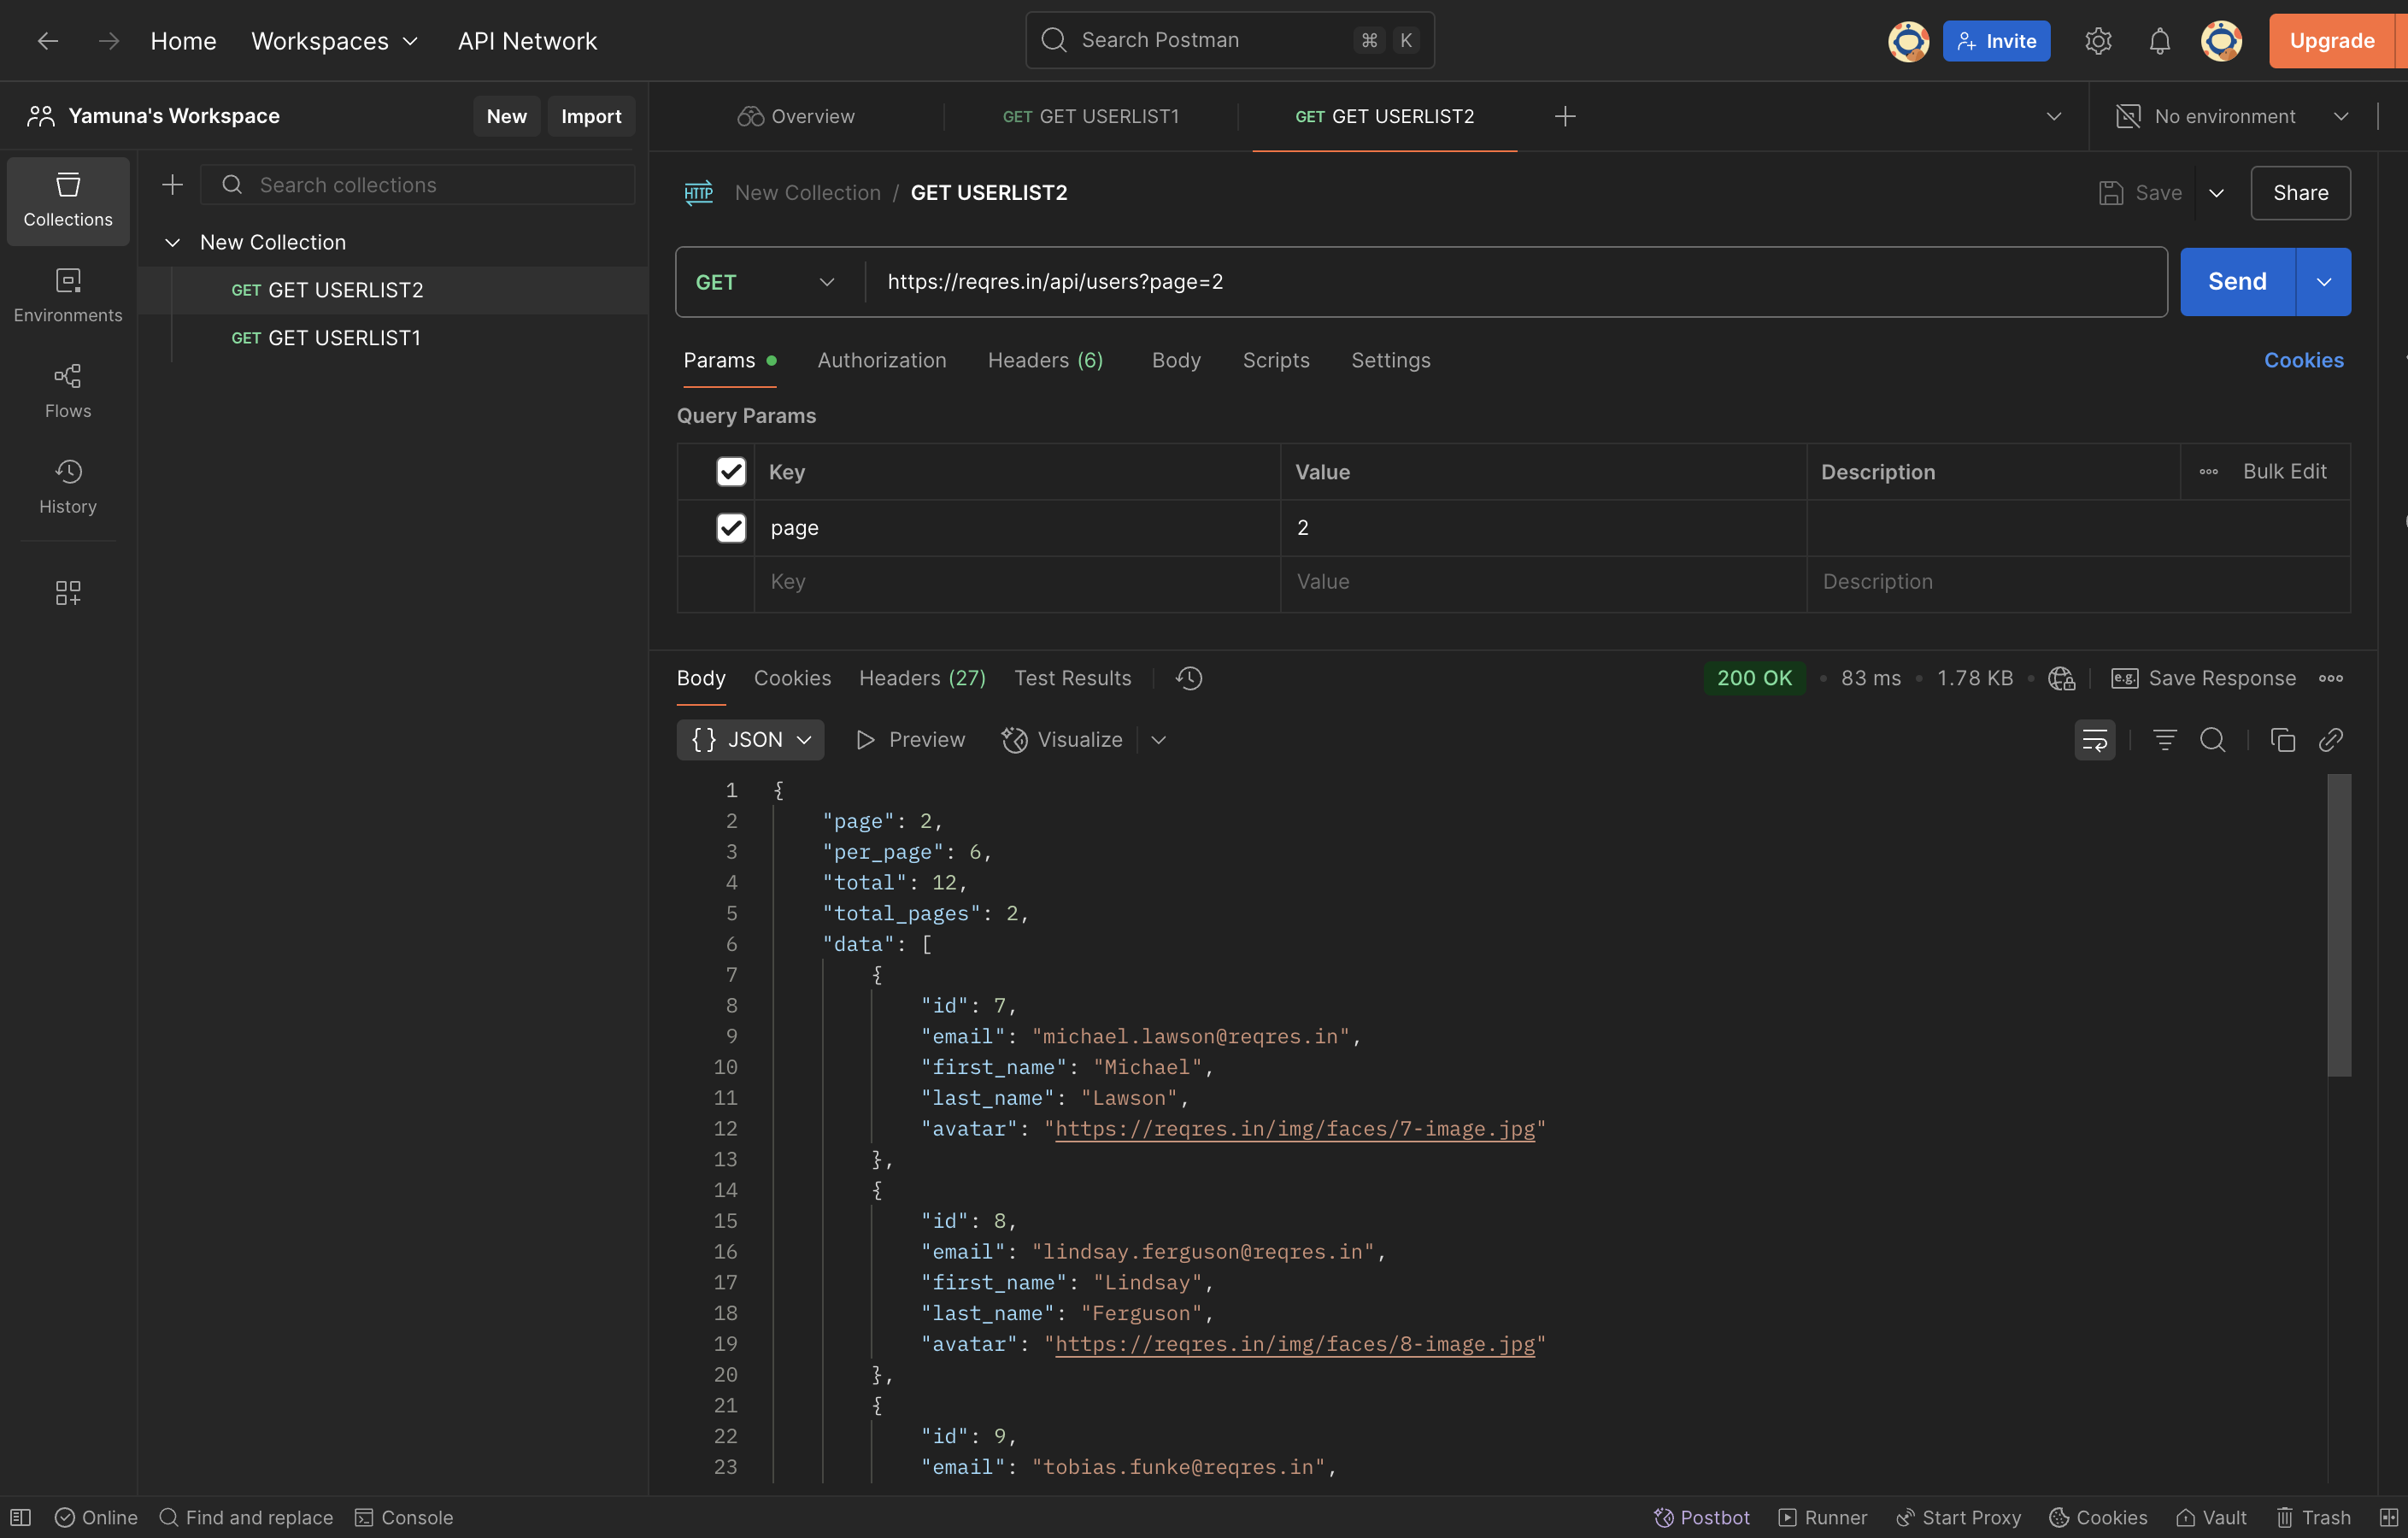 Home Workspaces API Network Search Postman ⌘ K Invite Upgrade
Yamuna's Workspace New Import
Overview GET GET USERLIST1 GET GET USERLIST2 No environment
Collections
Environments
Flows
History
Search collections
New Collection
GET GET USERLIST2
GET GET USERLIST1
HTTP New Collection / GET USERLIST2 Save Share
GET https://reqres.in/api/users?page=2 Send
Params Authorization Headers (6) Body Scripts Settings Cookies
Query Params
Key Value Description Bulk Edit
page 2
Key Value Description
Body Cookies Headers (27) Test Results 200 OK • 83 ms • 1.78 KB • e.g. Save Response
{} JSON Preview Visualize
1 {
2 "page": 2,
3 "per_page": 6,
4 "total": 12,
5 "total_pages": 2,
6 "data": [
7 {
8 "id": 7,
9 "email": "michael.lawson@reqres.in",
10 "first_name": "Michael",
11 "last_name": "Lawson",
12 "avatar": "https://reqres.in/img/faces/7-image.jpg"
13 },
14 {
15 "id": 8,
16 "email": "lindsay.ferguson@reqres.in",
17 "first_name": "Lindsay",
18 "last_name": "Ferguson",
19 "avatar": "https://reqres.in/img/faces/8-image.jpg"
20 },
21 {
22 "id": 9,
23 "email": "tobias.funke@reqres.in",
Online Find and replace Console Postbot Runner Start Proxy Cookies Vault Trash